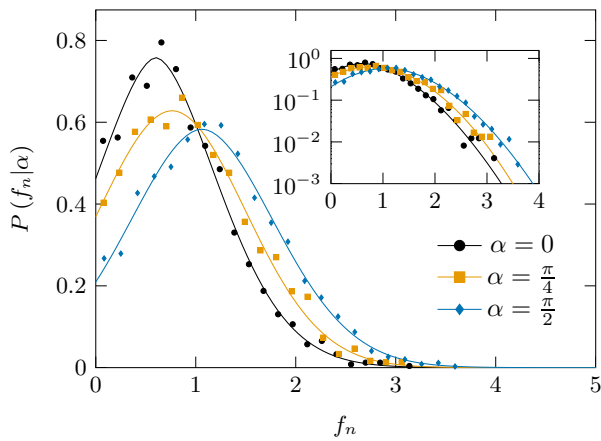 0.8
0.6
0.4
0.2
0
P (f_n|α)
0 1 2 3 4 5
f_n
10^0
10^{-1}
10^{-2}
10^{-3}
0 1 2 3 4
α = 0
α = π/4
α = π/2